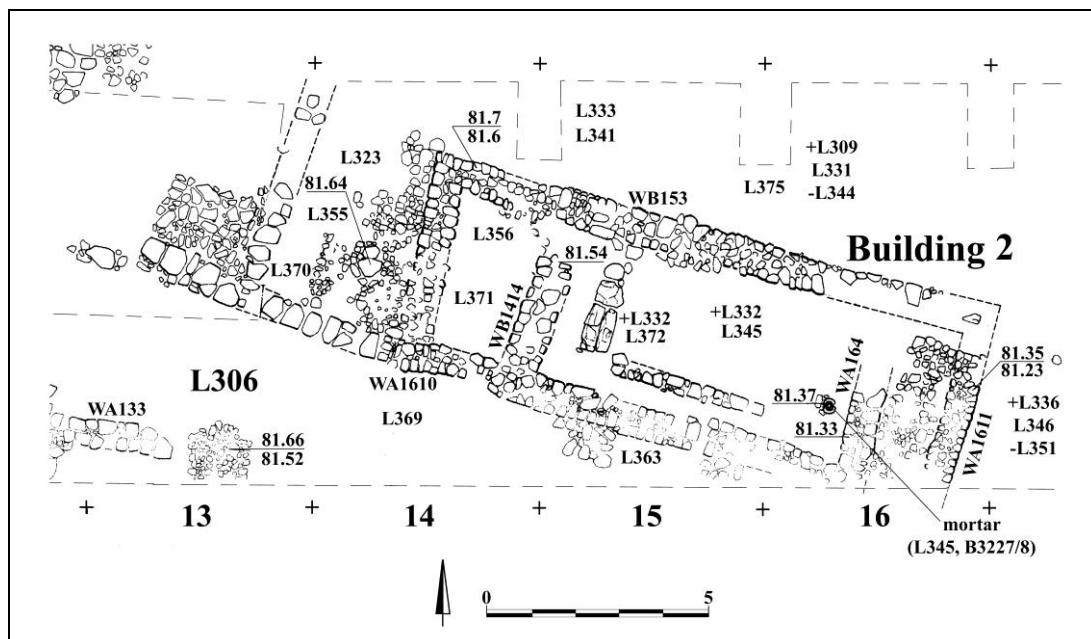 L333
L341
81.7
81.6
+L309
L331
-L344
L323
L375
81.64
WB153
L355
L356
Building 2
81.54
L370
L371
WB1414
+L332
L372
+L332
L345
WA164
81.35
81.23
L306
WA1610
81.37
WA133
L369
81.33
+L336
L346
-L351
81.66
81.52
L363
WA1611
13
14
15
16
mortar
(L345, B3227/8)
0
5